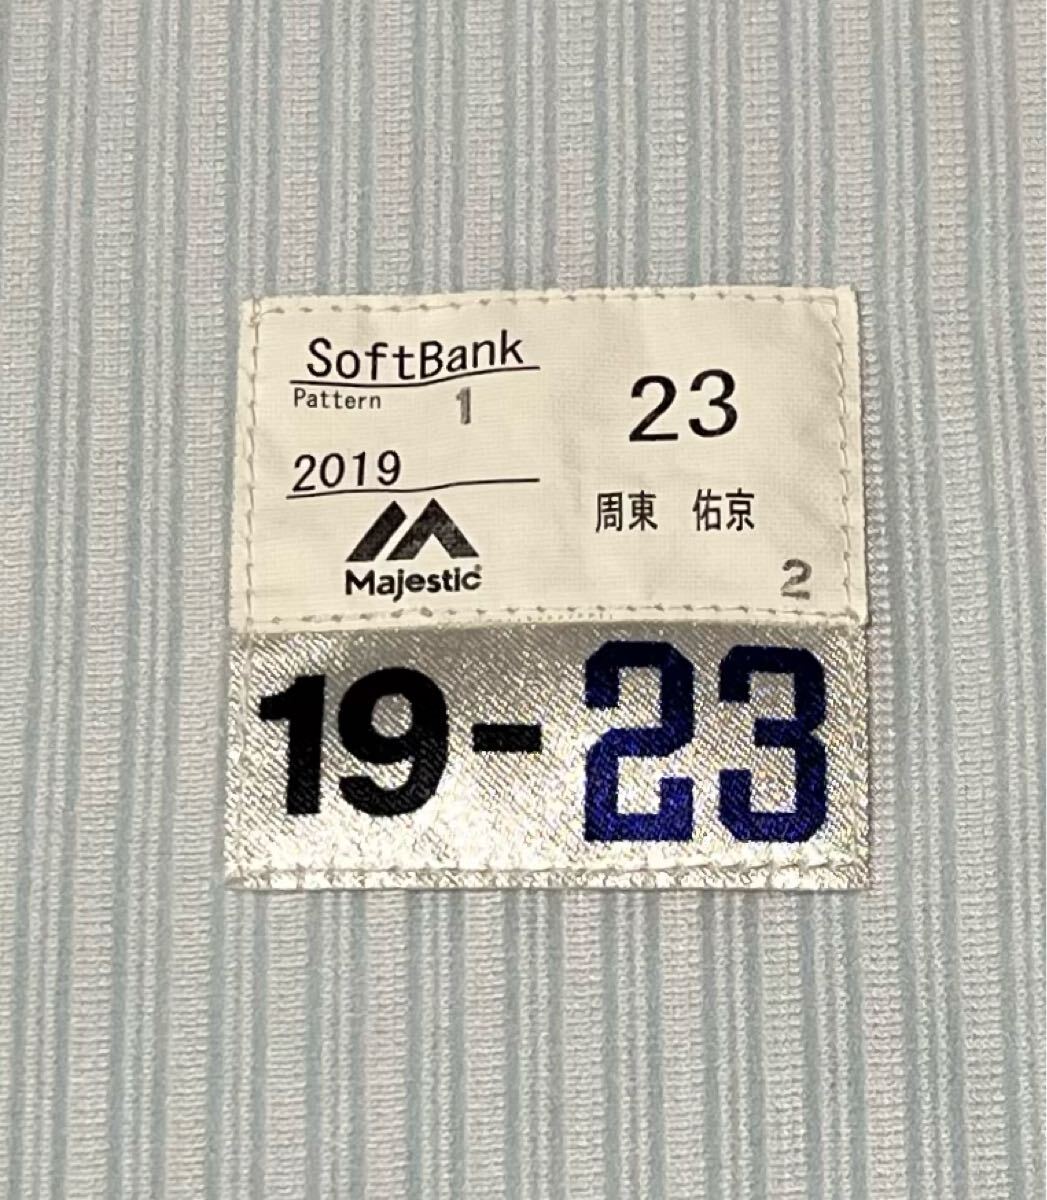 SoftBank
Pattern 1
2019
Majestic
23
周東 佑京
2
19-23